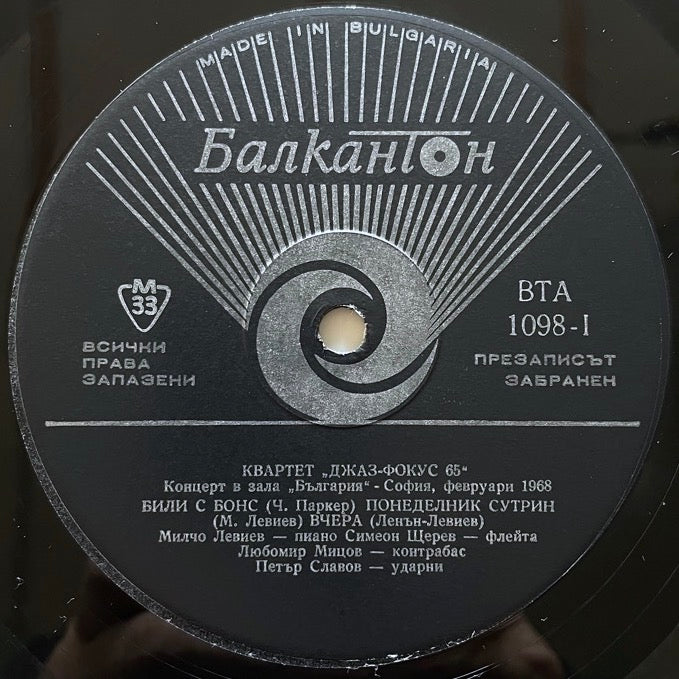 MADE IN BULGARIA
Балкантон
М
33
ВСИЧКИ
ПРАВА
ЗАПАЗЕНИ
ВТА
1098-I
ПРЕЗАПИСЪТ
ЗАБРАНЕН
КВАРТЕТ „ДЖАЗ-ФОКУС 65“
Концерт в зала „България“ - София, февруари 1968
БИЛИ С БОНС (Ч. Паркер) ПОНЕДЕЛНИК СУТРИН
(М. Левиев) ВЧЕРА (Ленън-Левиев)
Милчо Левиев — пиано Симеон Щерев — флейта
Любомир Мицов — контрабас
Петър Славов — ударни